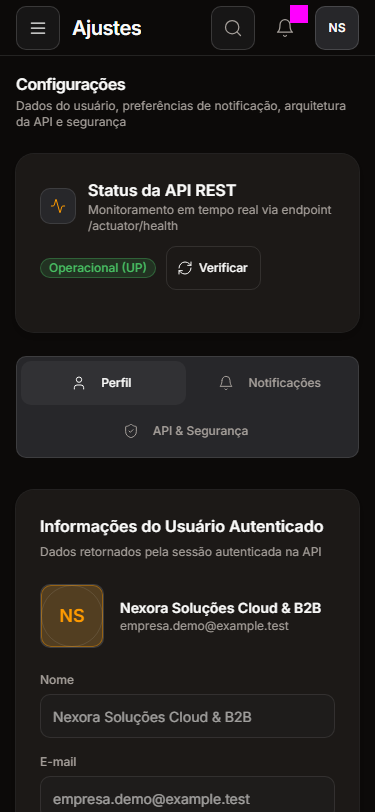 Ajustes
NS
Configurações
Dados do usuário, preferências de notificação, arquitetura
da API e segurança
Status da API REST
Monitoramento em tempo real via endpoint
/actuator/health
Operacional (UP)
Verificar
Perfil
Notificações
API & Segurança
Informações do Usuário Autenticado
Dados retornados pela sessão autenticada na API
NS
Nexora Soluções Cloud & B2B
empresa.demo@example.test
Nome
Nexora Soluções Cloud & B2B
E-mail
empresa.demo@example.test